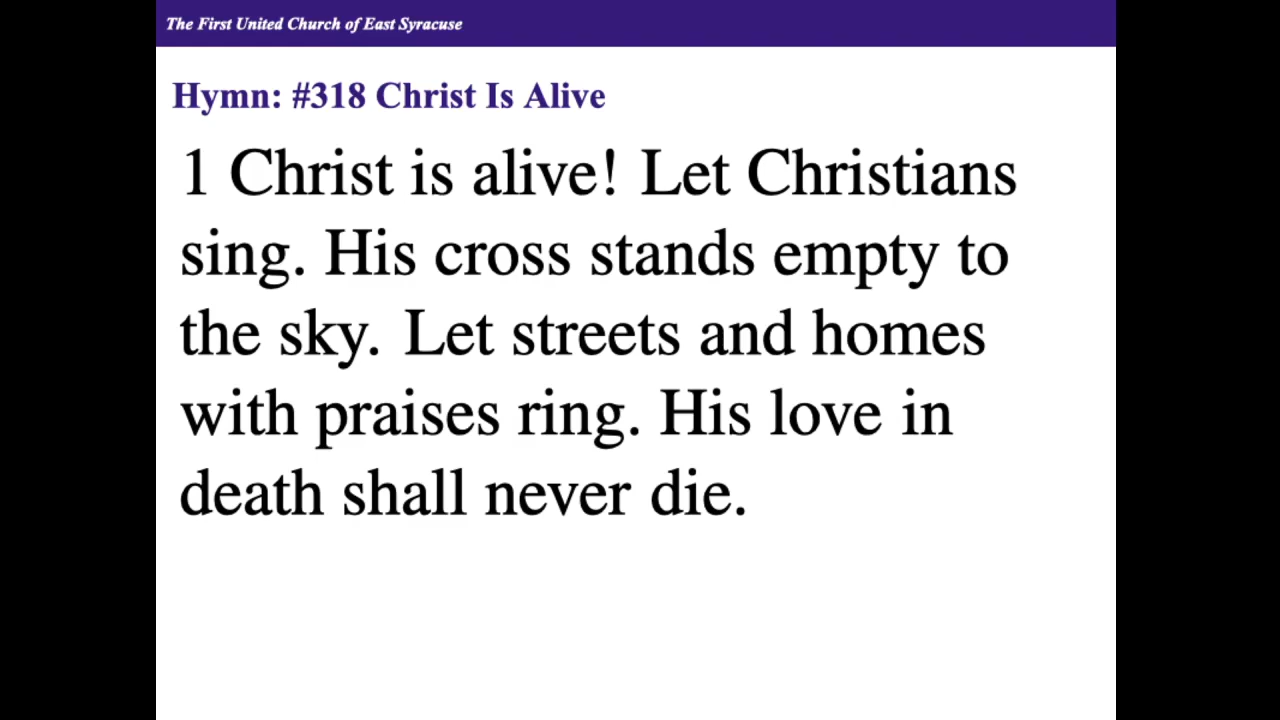 The First United Church of East Syracuse
Hymn: #318 Christ Is Alive
1 Christ is alive! Let Christians
sing. His cross stands empty to
the sky. Let streets and homes
with praises ring. His love in
death shall never die.